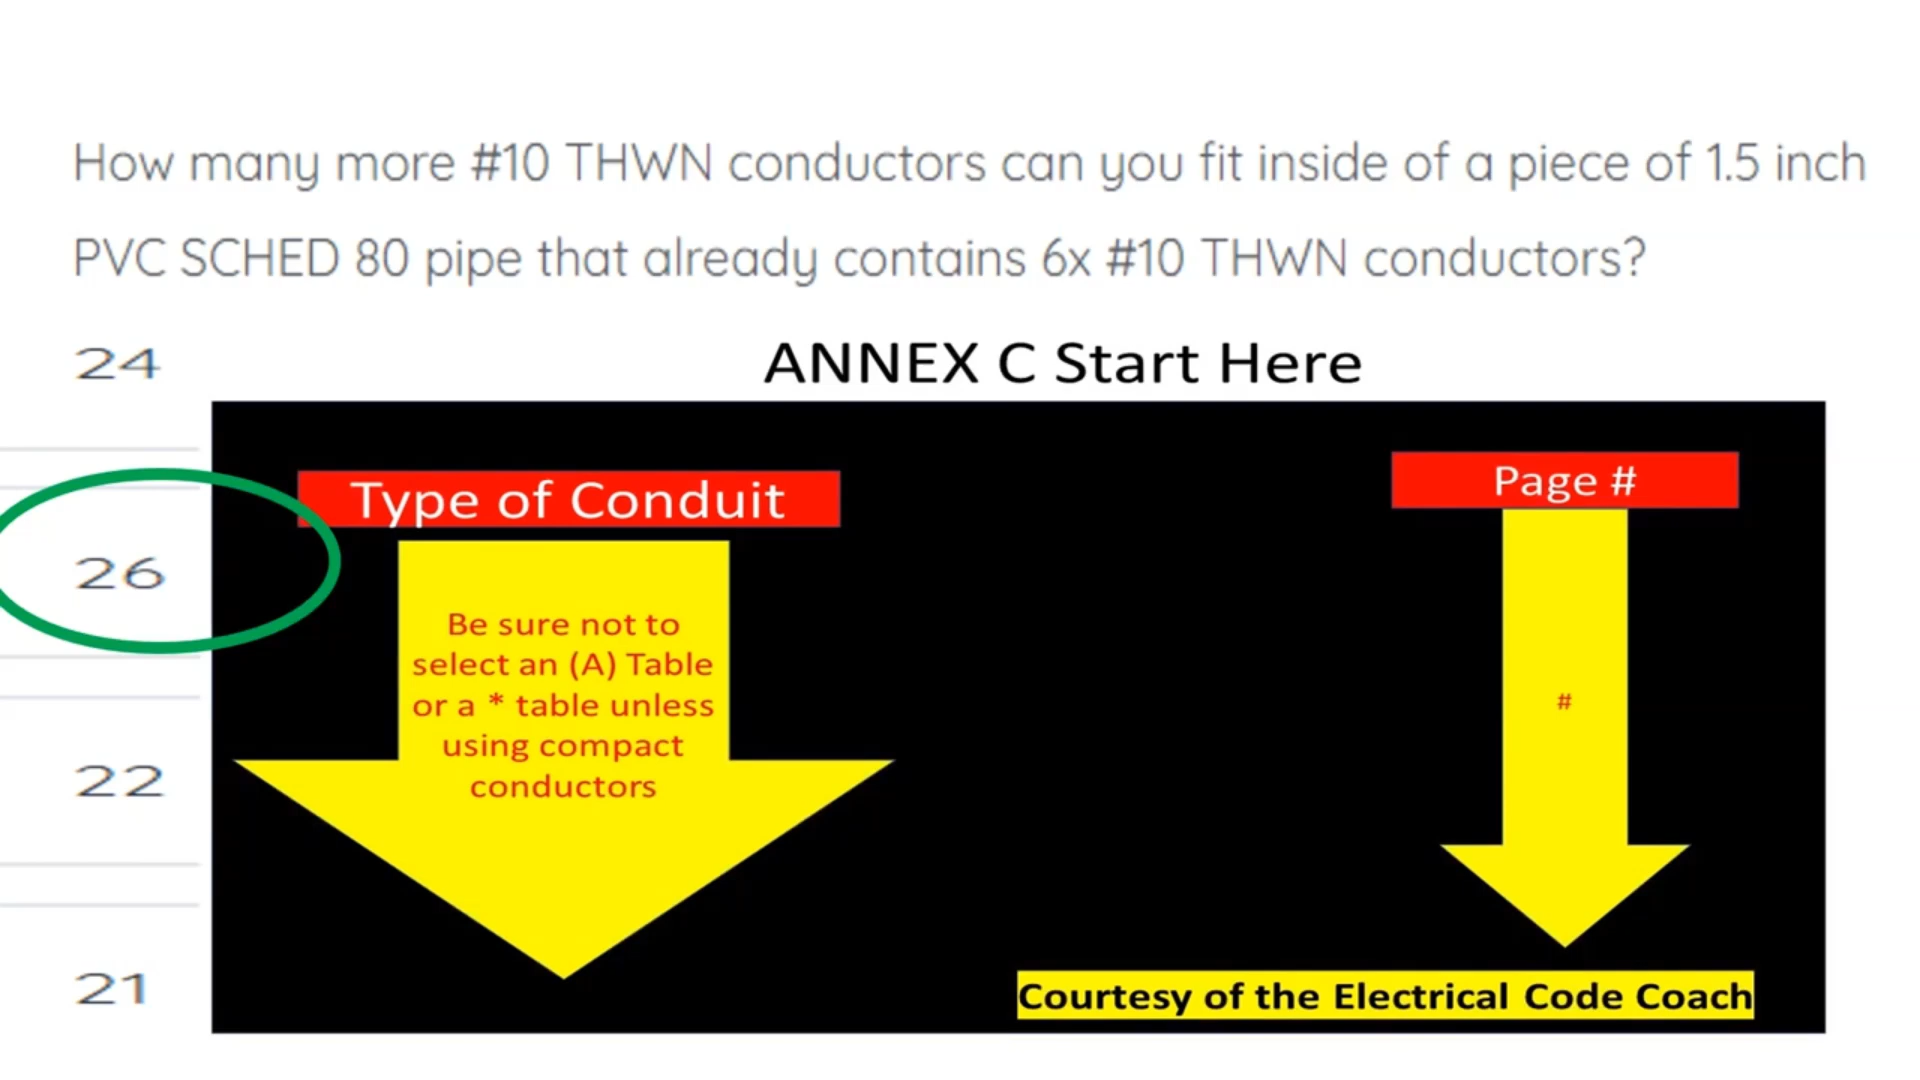 How many more #10 THWN conductors can you fit inside of a piece of 1.5 inch
PVC SCHED 80 pipe that already contains 6x #10 THWN conductors?
24
ANNEX C Start Here
Type of Conduit
Page #
26
Be sure not to
select an (A) Table
or a * table unless
using compact
conductors
#
22
21
Courtesy of the Electrical Code Coach